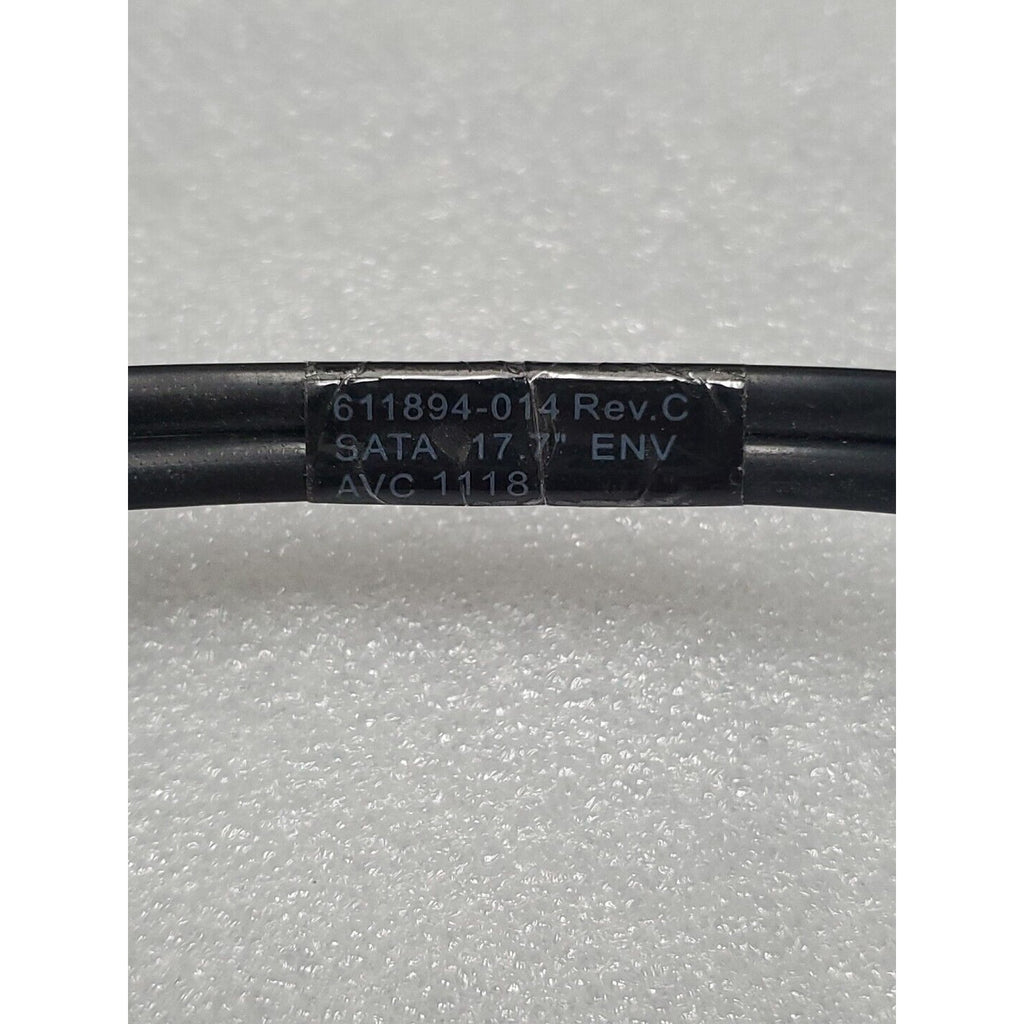 611894-014 Rev.C
SATA 17.7" ENV
AVC 1118